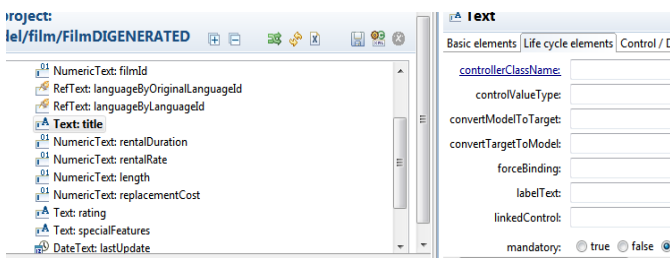 project:
del/film/FilmDIGENERATED
NumericText: filmId
RefText: languageByOriginalLanguageId
RefText: languageByLanguageId
Text: title
NumericText: rentalDuration
NumericText: rentalRate
NumericText: length
NumericText: replacementCost
Text: rating
Text: specialFeatures
DateText: lastUpdate
Text
Basic elements
Life cycle elements
Control / D
controllerClassName:
controlValueType:
convertModelToTarget:
convertTargetToModel:
forceBinding:
labelText:
linkedControl:
mandatory: true false